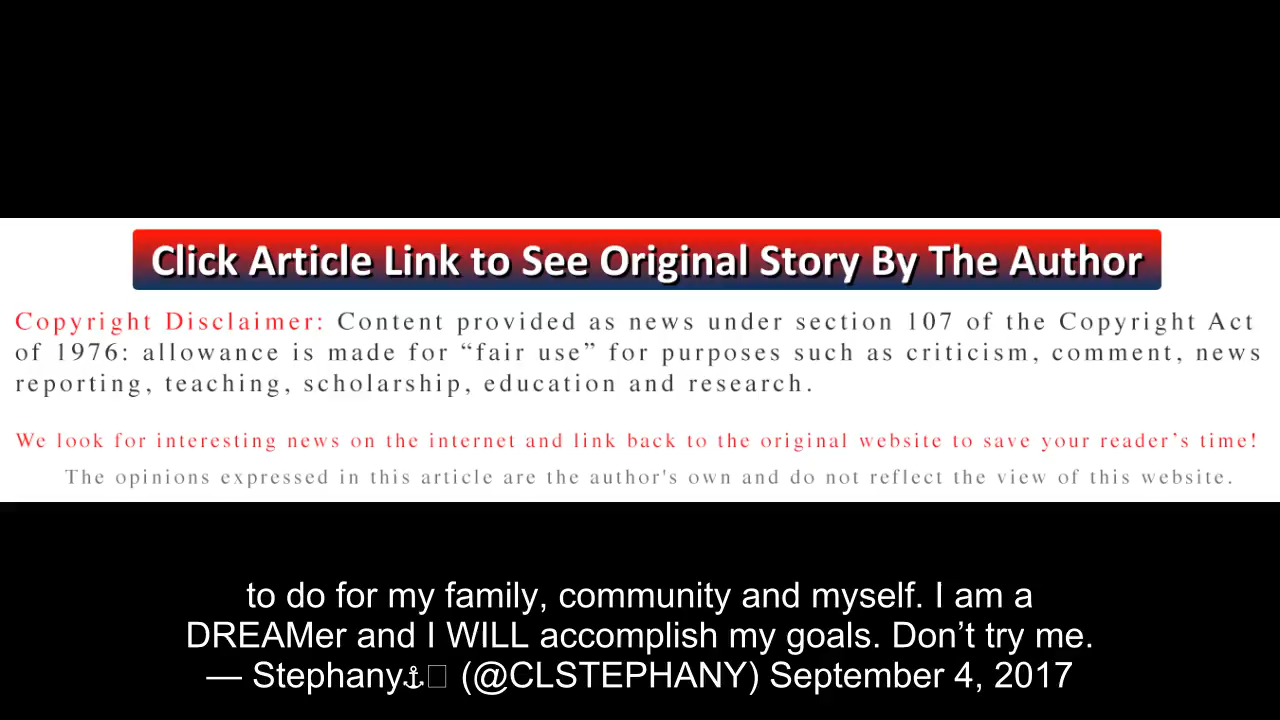 Click Article Link to See Original Story By The Author
Copyright Disclaimer: Content provided as news under section 107 of the Copyright Act
of 1976: allowance is made for “fair use” for purposes such as criticism, comment, news
reporting, teaching, scholarship, education and research.
We look for interesting news on the internet and link back to the original website to save your reader’s time!
The opinions expressed in this article are the author's own and do not reflect the view of this website.
to do for my family, community and myself. I am a
DREAMer and I WILL accomplish my goals. Don’t try me.
— Stephany⚓︎ (@CLSTEPHANY) September 4, 2017